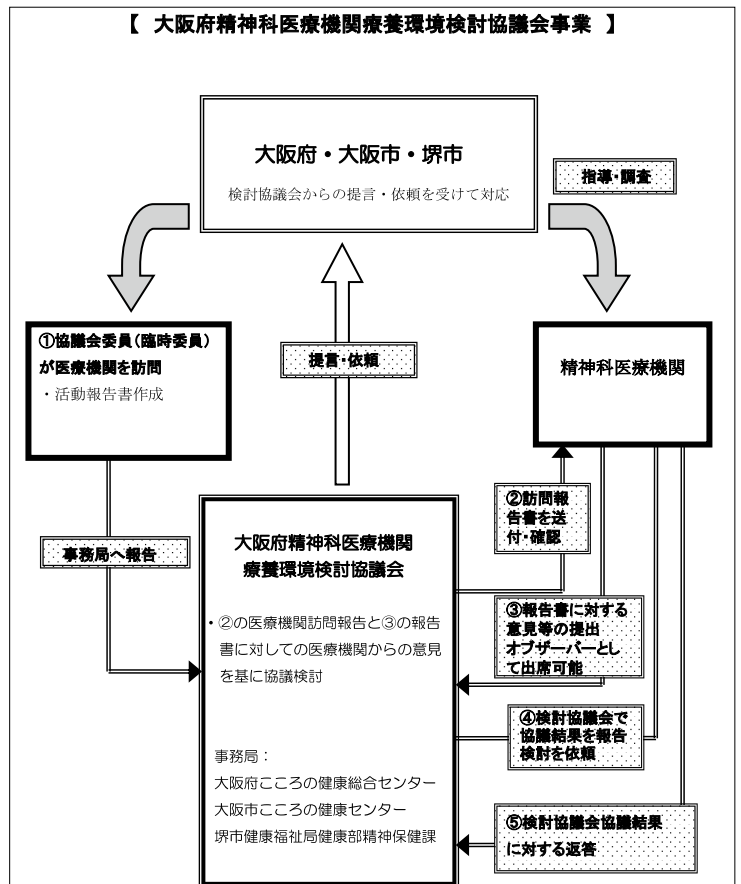 【 大阪府精神科医療機関療養環境検討協議会事業 】
大阪府・大阪市・堺市
検討協議会からの提言・依頼を受けて対応
指導・調査
①協議会委員（臨時委員）
が医療機関を訪問
・活動報告書作成
提言・依頼
精神科医療機関
②訪問報
告書を送
付・確認
事務局へ報告
大阪府精神科医療機関
療養環境検討協議会
・②の医療機関訪問報告と③の報告
書に対しての医療機関からの意見
を基に協議検討
事務局：
大阪府こころの健康総合センター
大阪市こころの健康センター
堺市健康福祉局健康部精神保健課
③報告書に対する
意見等の提出
オブザーバーとし
て出席可能
④検討協議会で
協議結果を報告
検討を依頼
⑤検討協議会協議結果
に対する返答